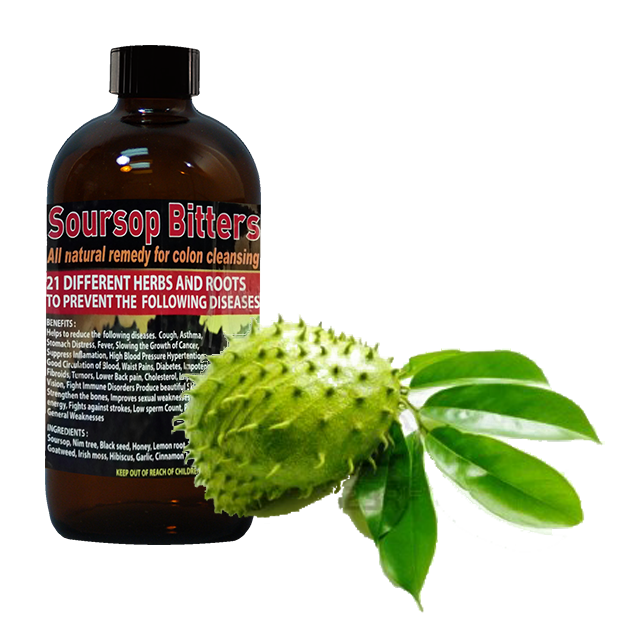 Soursop Bitters
All natural remedy for colon cleansing
21 DIFFERENT HERBS AND ROOTS
TO PREVENT THE FOLLOWING DISEASES
BENEFITS :
Helps to reduce the following diseases. Cough, Asthma,
Stomach Distress, Fever, Slowing the Growth of Cancer,
Suppress Inflamation, High Blood Pressure Hypertention,
Good Circulation of Blood, Waist Pains, Diabetes,
Fibroids, Tumors, Lower Back pain, Cholesterol,
Vision, Fight Immune Disorders Produce beautiful
Strengthen the bones, Improves sexual weakness
energy, Fights against strokes, Low sperm Count,
General Weaknesses
INGREDIENTS :
Soursop, Nim tree, Black seed, Honey, Lemon root
Goatweed, Irish moss, Hibiscus, Garlic, Cinnamon
KEEP OUT OF REACH OF CHILDRE